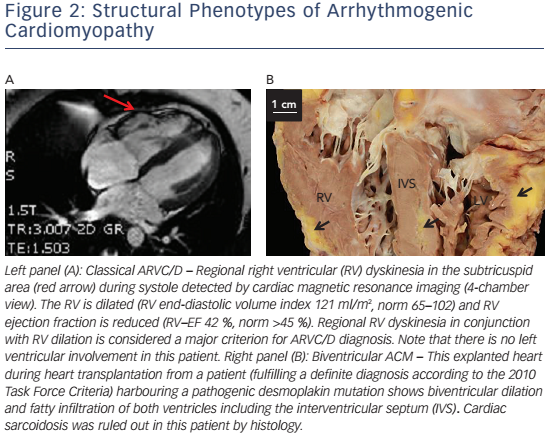 Figure 2: Structural Phenotypes of Arrhythmogenic
Cardiomyopathy
A
B
R
S
1.5T
TR:3.007 2D GR
TE:1.503
1 cm
RV
IVS
LV
Left panel (A): Classical ARVC/D – Regional right ventricular (RV) dyskinesia in the subtricuspid
area (red arrow) during systole detected by cardiac magnetic resonance imaging (4-chamber
view). The RV is dilated (RV end-diastolic volume index 121 ml/m², norm 65–102) and RV
ejection fraction is reduced (RV–EF 42 %, norm >45 %). Regional RV dyskinesia in conjunction
with RV dilation is considered a major criterion for ARVC/D diagnosis. Note that there is no left
ventricular involvement in this patient. Right panel (B): Biventricular ACM – This explanted heart
during heart transplantation from a patient (fulfilling a definite diagnosis according to the 2010
Task Force Criteria) harbouring a pathogenic desmoplakin mutation shows biventricular dilation
and fatty infiltration of both ventricles including the interventricular septum (IVS). Cardiac
sarcoidosis was ruled out in this patient by histology.